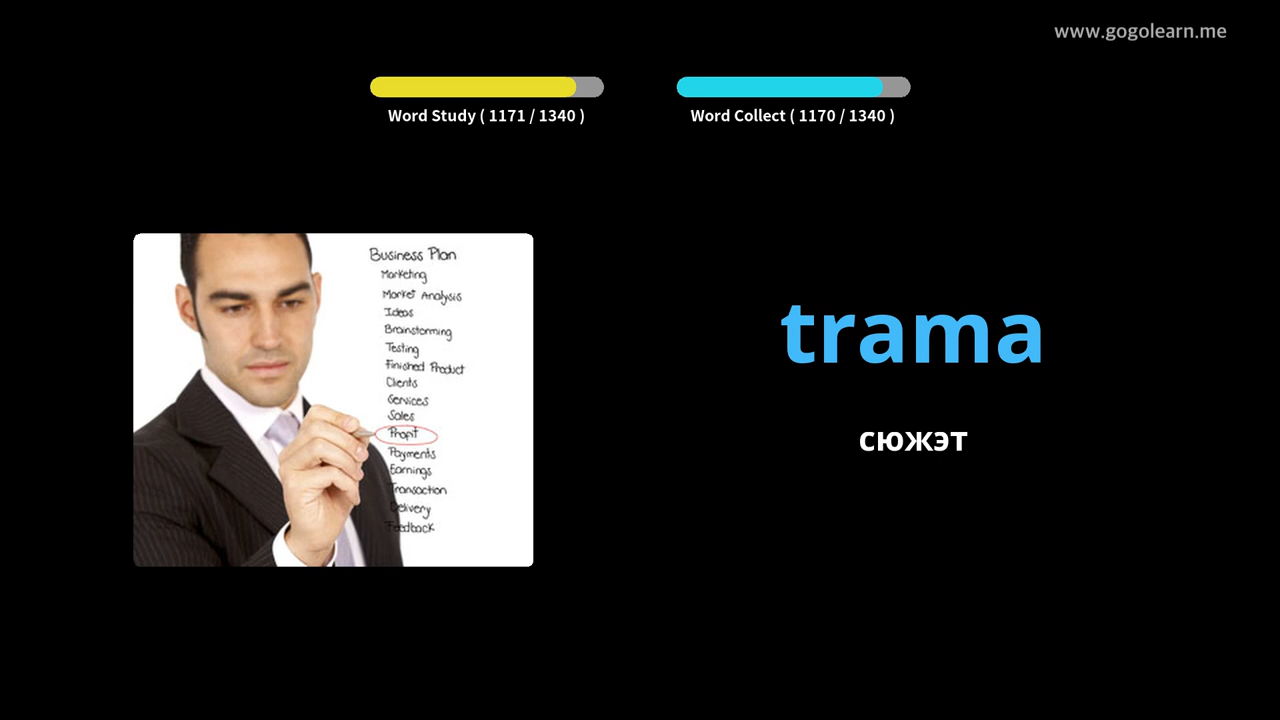 www.gogolearn.me
Word Study ( 1171 / 1340 )
Word Collect ( 1170 / 1340 )
Business Plan
Marketing
Market Analysis
Ideas
Brainstorming
Testing
Finished Product
Clients
Services
Sales
Profit
Payments
Earnings
Transaction
Delivery
Feedback
trama
сюжэт